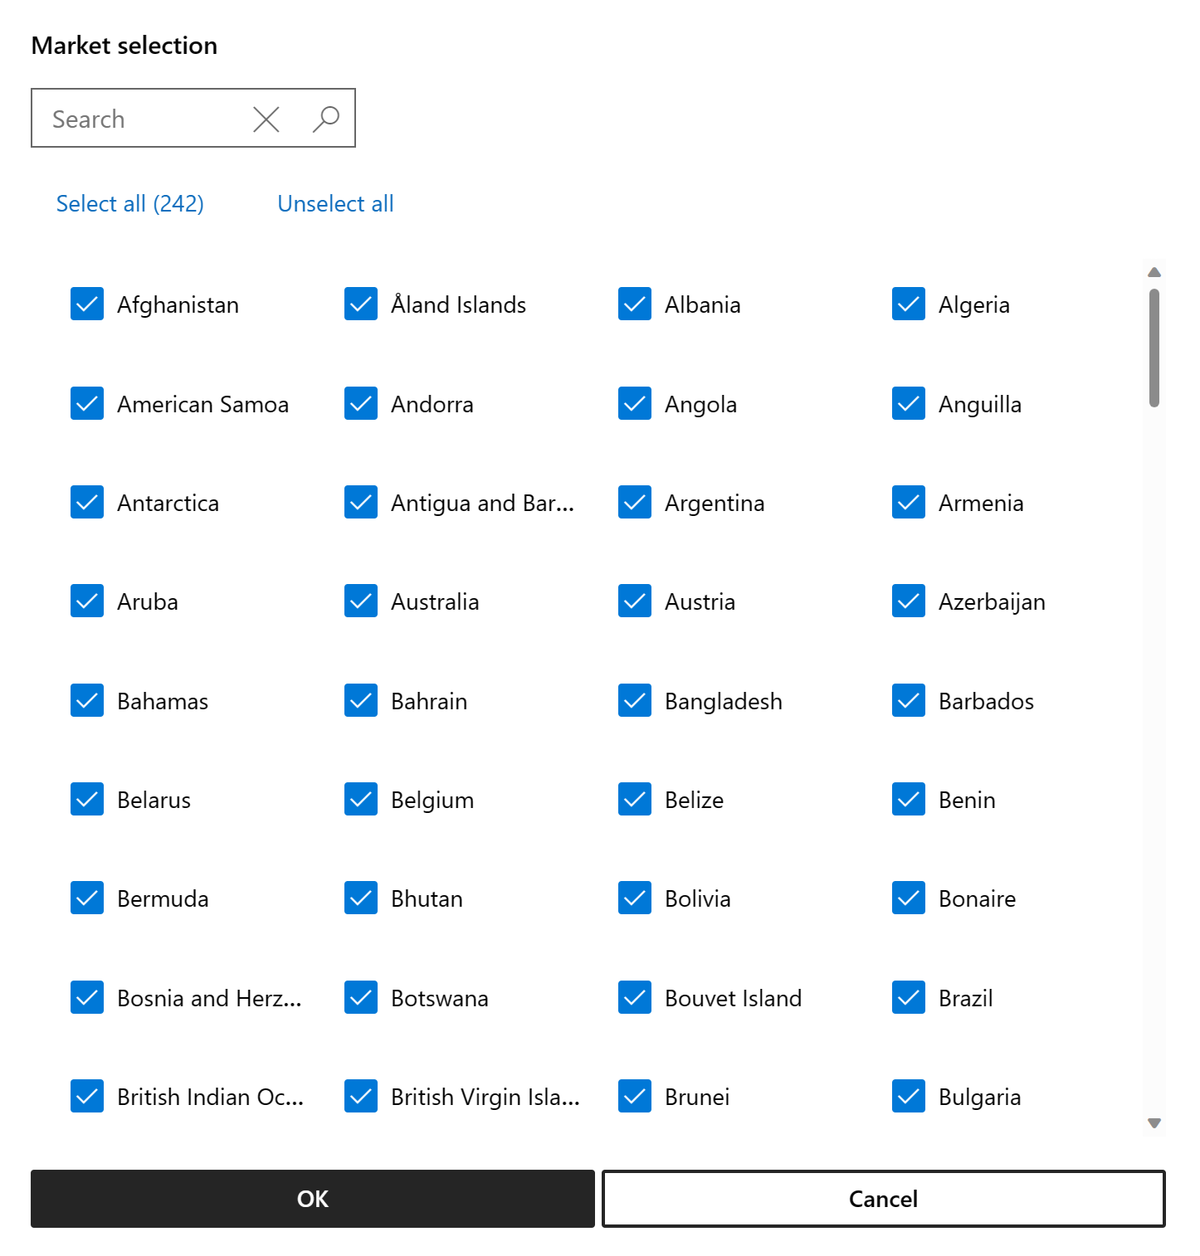 Market selection
Search
Select all (242) Unselect all
Afghanistan Åland Islands Albania Algeria
American Samoa Andorra Angola Anguilla
Antarctica Antigua and Bar... Argentina Armenia
Aruba Australia Austria Azerbaijan
Bahamas Bahrain Bangladesh Barbados
Belarus Belgium Belize Benin
Bermuda Bhutan Bolivia Bonaire
Bosnia and Herz... Botswana Bouvet Island Brazil
British Indian Oc... British Virgin Isla... Brunei Bulgaria
OK Cancel